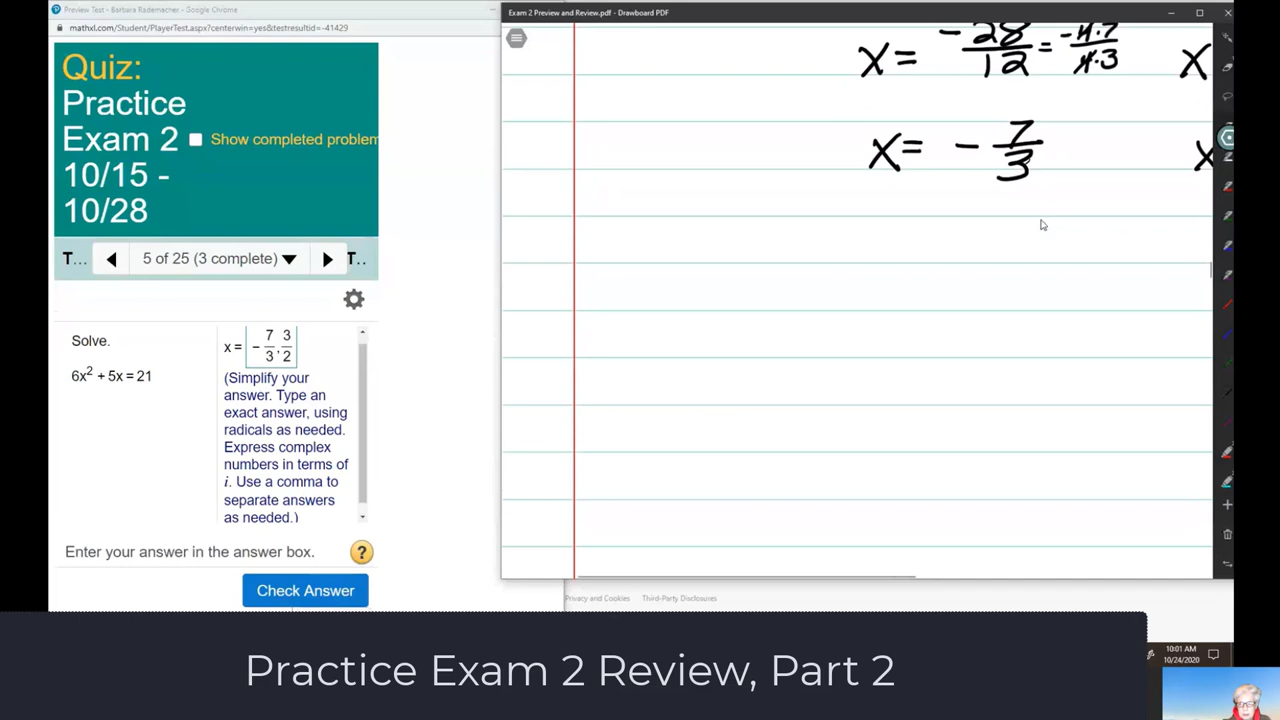 Preview Test - Barbara Rademacher - Google Chrome
mathxl.com/Student/PlayerTest.aspx?centerwin=yes&testresultid=-41429
Quiz:
Practice
Exam 2
Show completed problem
10/15 -
10/28
T...
5 of 25 (3 complete)
T..
Solve.
6x² + 5x = 21
x = -7/3, 3/2
(Simplify your
answer. Type an
exact answer, using
radicals as needed.
Express complex
numbers in terms of
i. Use a comma to
separate answers
as needed.)
Enter your answer in the answer box.
?
Check Answer
Exam 2 Preview and Review.pdf - Drawboard PDF
x = -28/12 = -4·7/4·3
x
x = -7/3
x
Privacy and Cookies
Third-Party Disclosures
10:01 AM
10/24/2020
Practice Exam 2 Review, Part 2